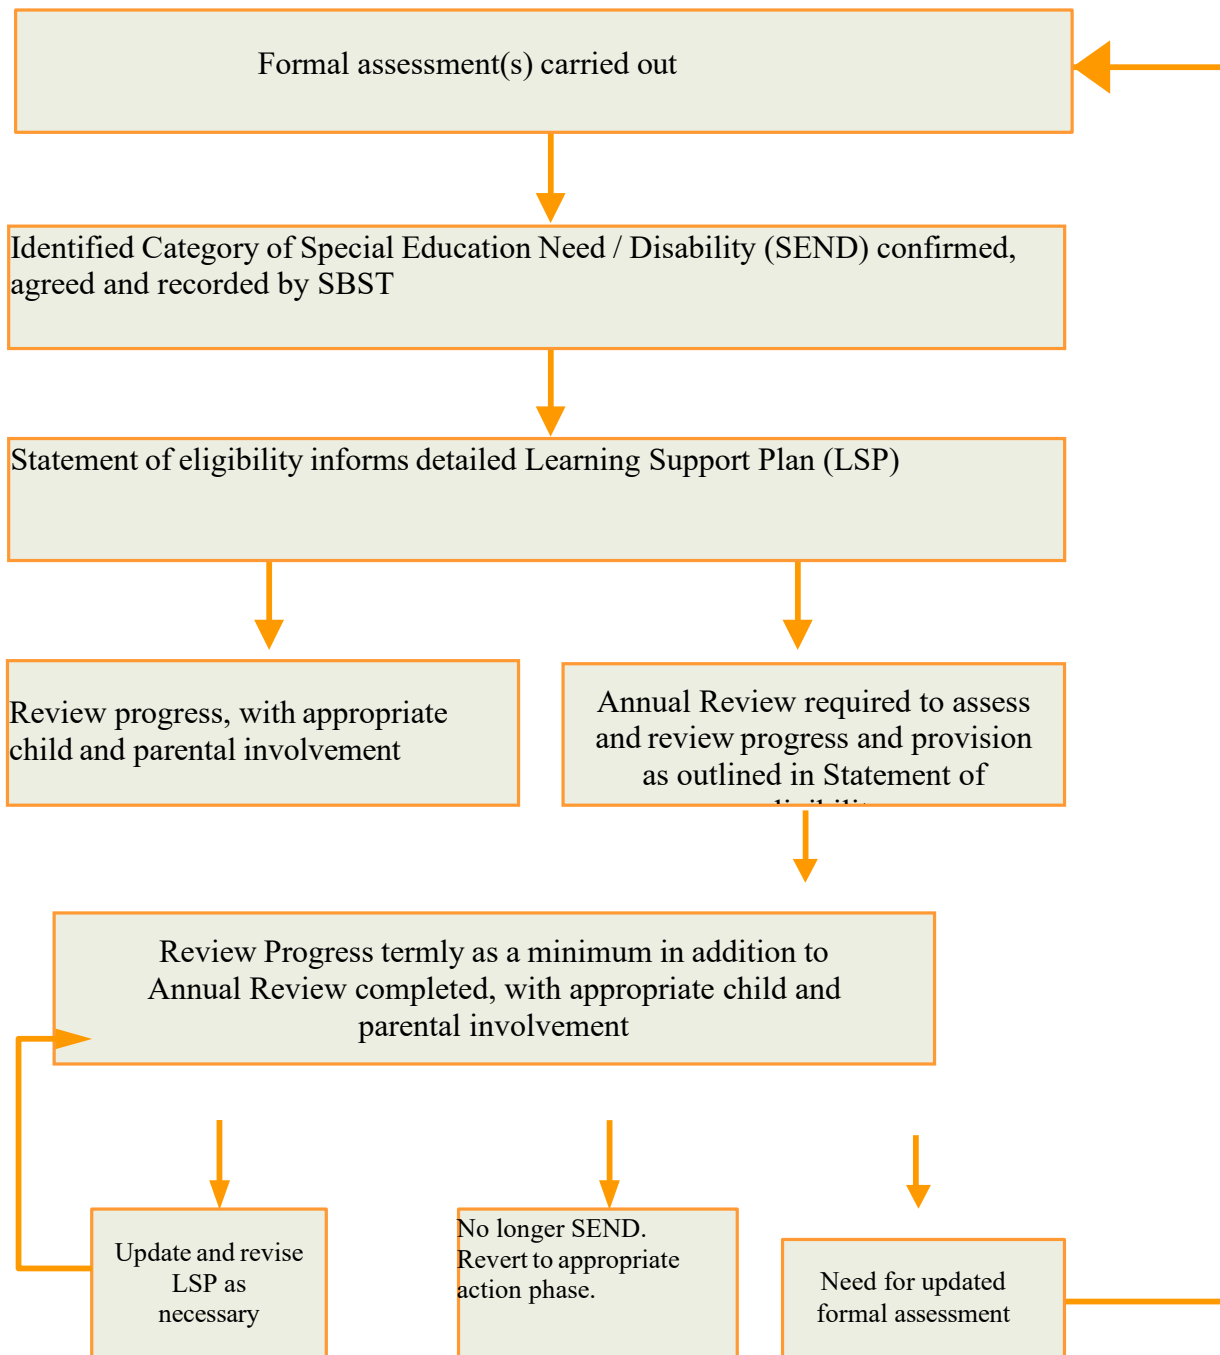 Formal assessment(s) carried out
Identified Category of Special Education Need / Disability (SEND) confirmed,
agreed and recorded by SBST
Statement of eligibility informs detailed Learning Support Plan (LSP)
Review progress, with appropriate
child and parental involvement
Annual Review required to assess
and review progress and provision
as outlined in Statement of
Review Progress termly as a minimum in addition to
Annual Review completed, with appropriate child and
parental involvement
Update and revise
LSP as
necessary
No longer SEND.
Revert to appropriate
action phase.
Need for updated
formal assessment